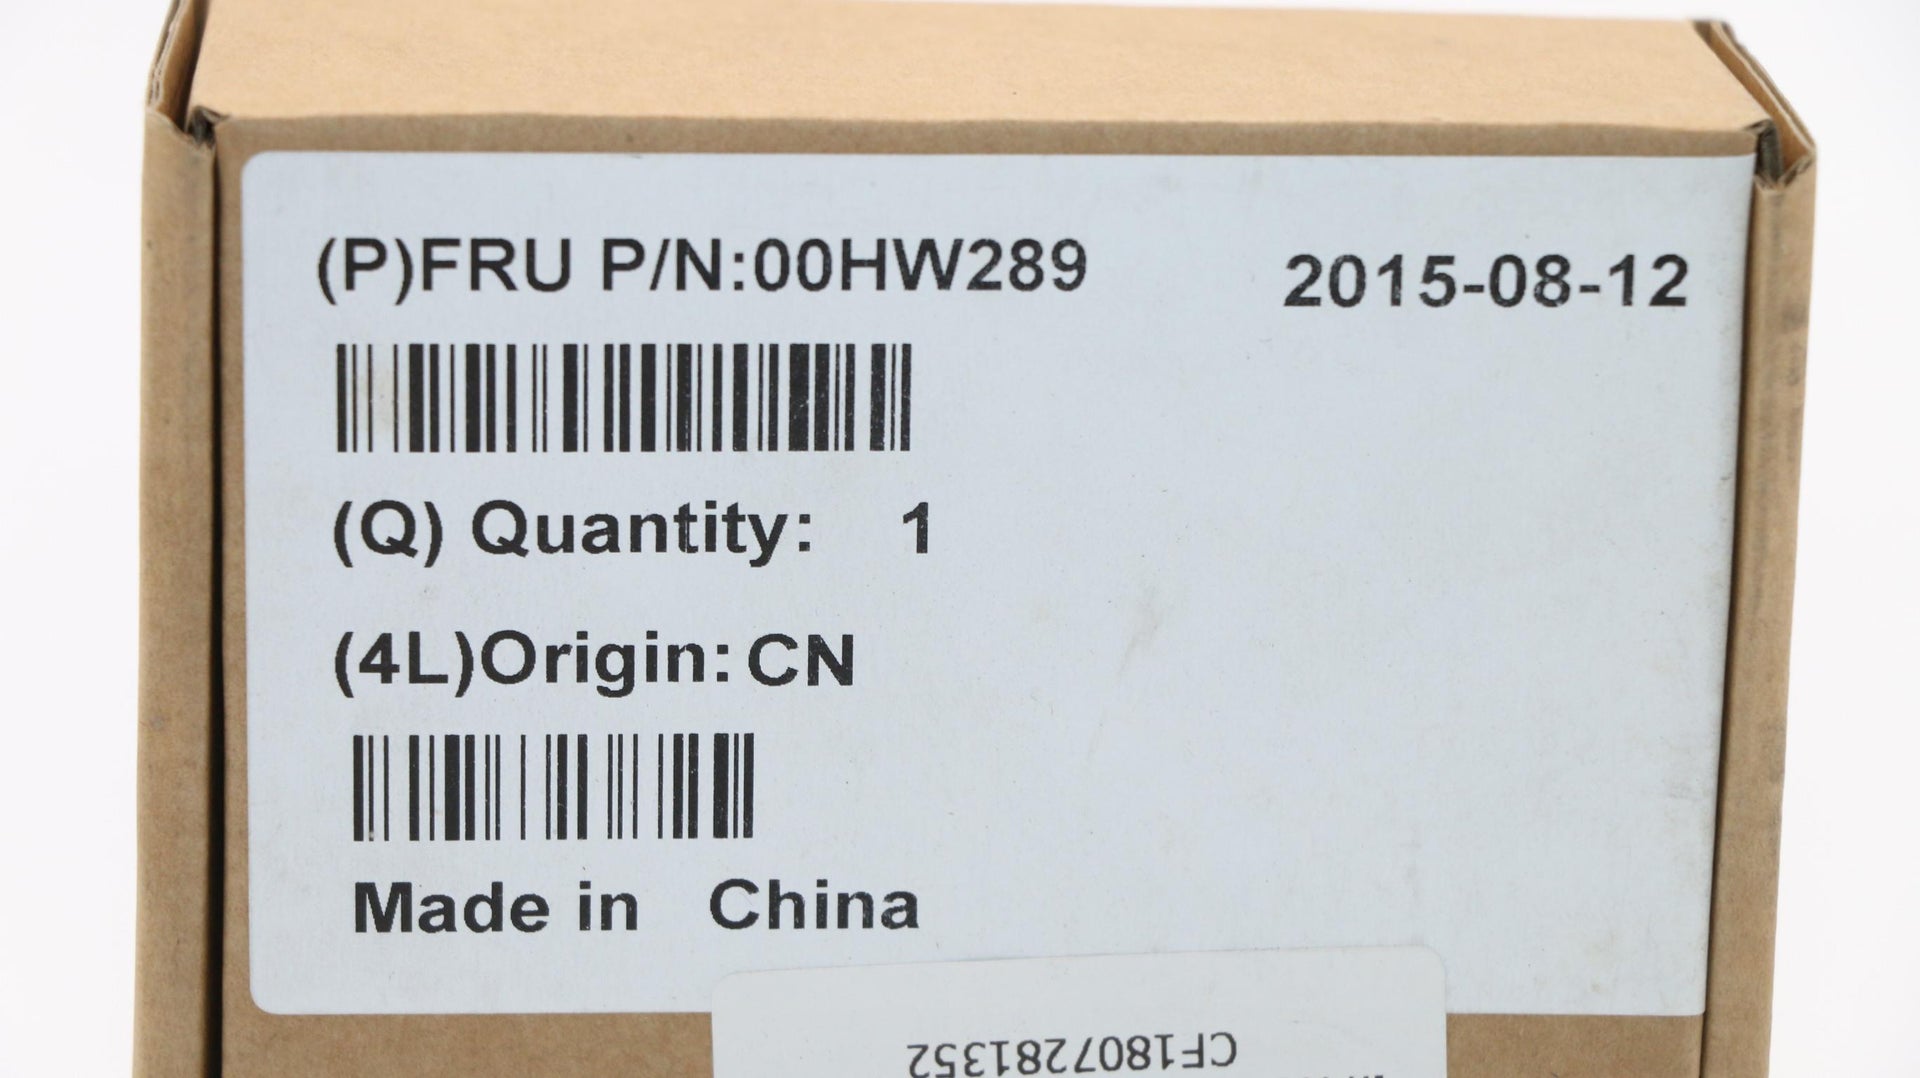 (P)FRU P/N:00HW289 2015-08-12
(Q) Quantity: 1
(4L)Origin: CN
Made in China
CF1807281352